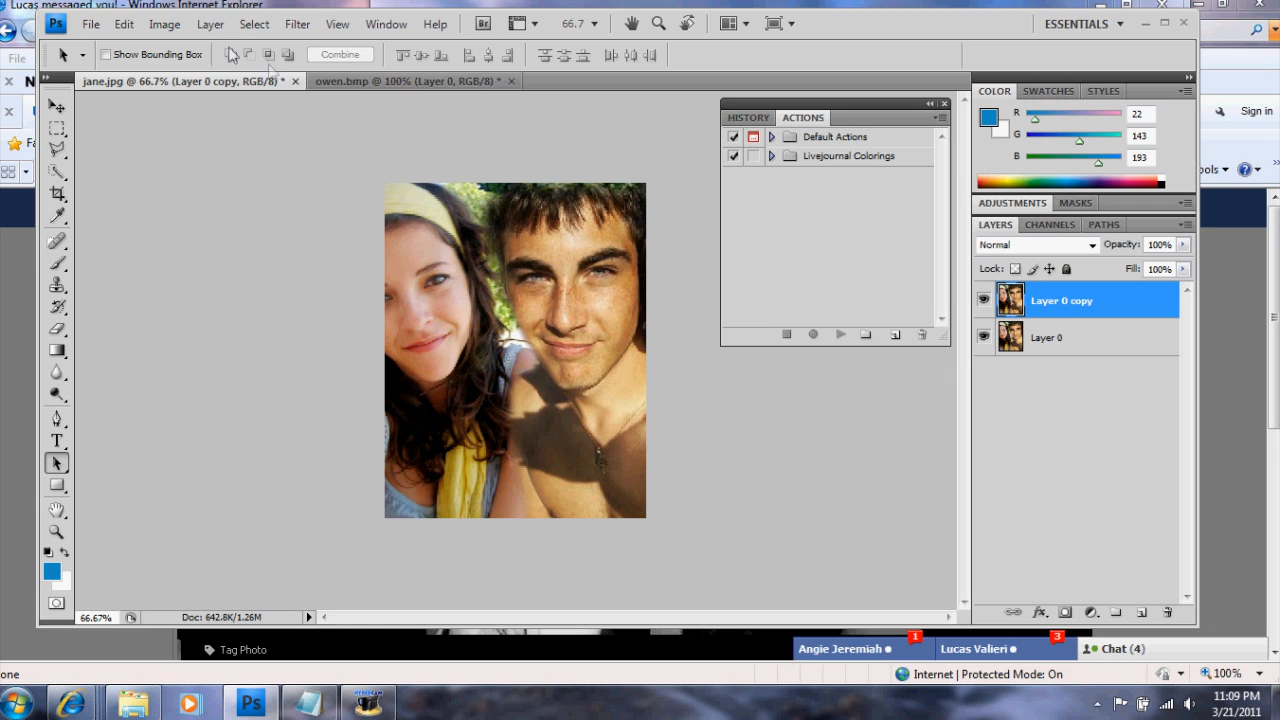 Lucas messaged you! - Windows Internet Explorer
Ps File Edit Image Layer Select Filter View Window Help Br 66.7 ESSENTIALS
File
Show Bounding Box Combine
jane.jpg @ 66.7% (Layer 0 copy, RGB/8) * × owen.bmp @ 100% (Layer 0, RGB/8) * ×
N
Sign in
Fa
HISTORY ACTIONS
Default Actions
Livejournal Colorings
COLOR SWATCHES STYLES
R 22
G 143
B 193
ools
ADJUSTMENTS MASKS
LAYERS CHANNELS PATHS
Normal Opacity: 100%
Lock: Fill: 100%
Layer 0 copy
Layer 0
T
66.67% Doc: 642.8K/1.26M
Tag Photo
Angie Jeremiah 1 Lucas Valieri 3 Chat (4)
one Internet | Protected Mode: On 100%
Ps
11:09 PM
3/21/2011